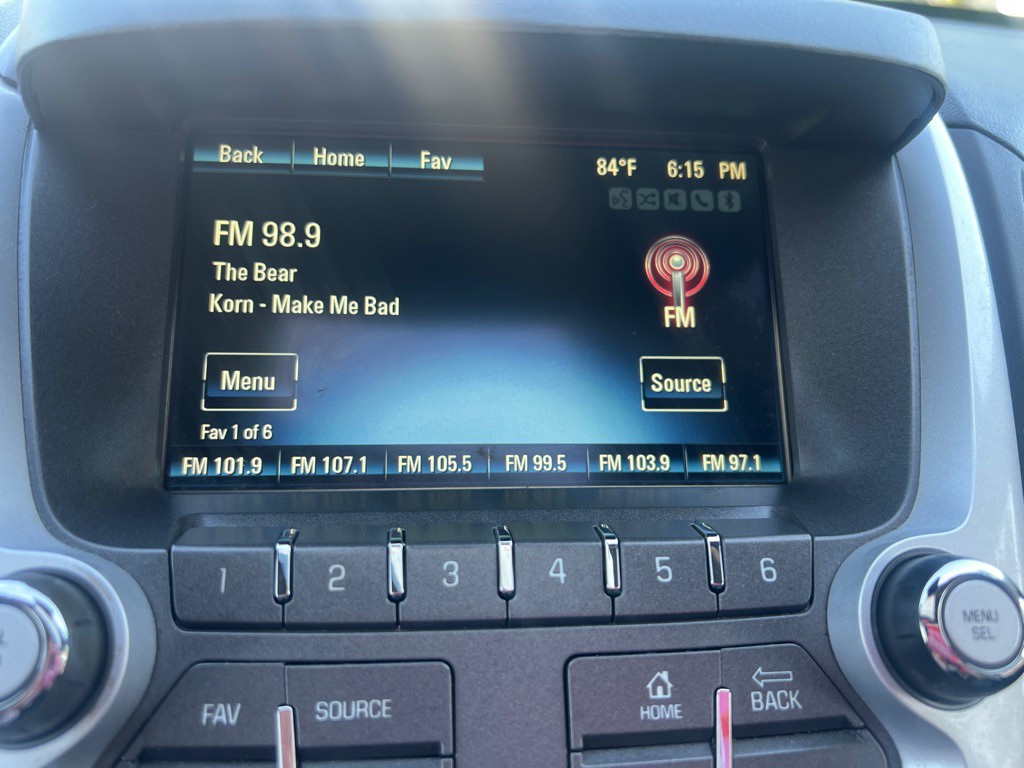 Back Home Fav 84°F 6:15 PM
FM 98.9
The Bear
Korn - Make Me Bad
FM
Menu
Source
Fav 1 of 6
FM 101.9 FM 107.1 FM 105.5 FM 99.5 FM 103.9 FM 97.1
1 2 3 4 5 6
MENU
SEL
FAV SOURCE HOME BACK